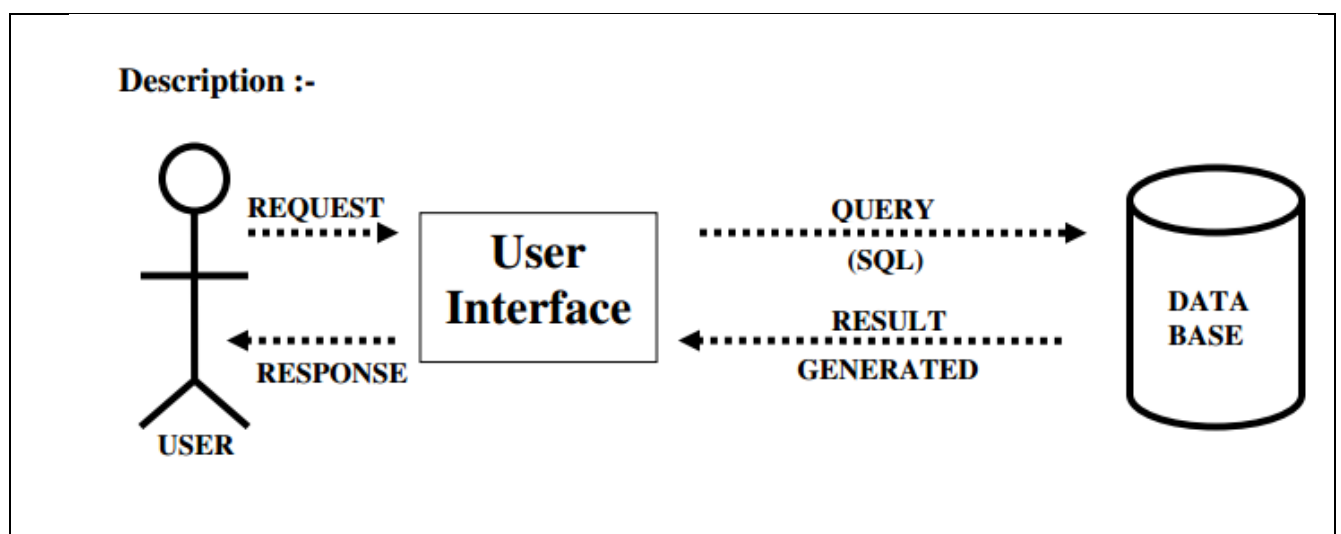 Description :-
REQUEST
RESPONSE
USER
User
Interface
QUERY
(SQL)
RESULT
GENERATED
DATA
BASE